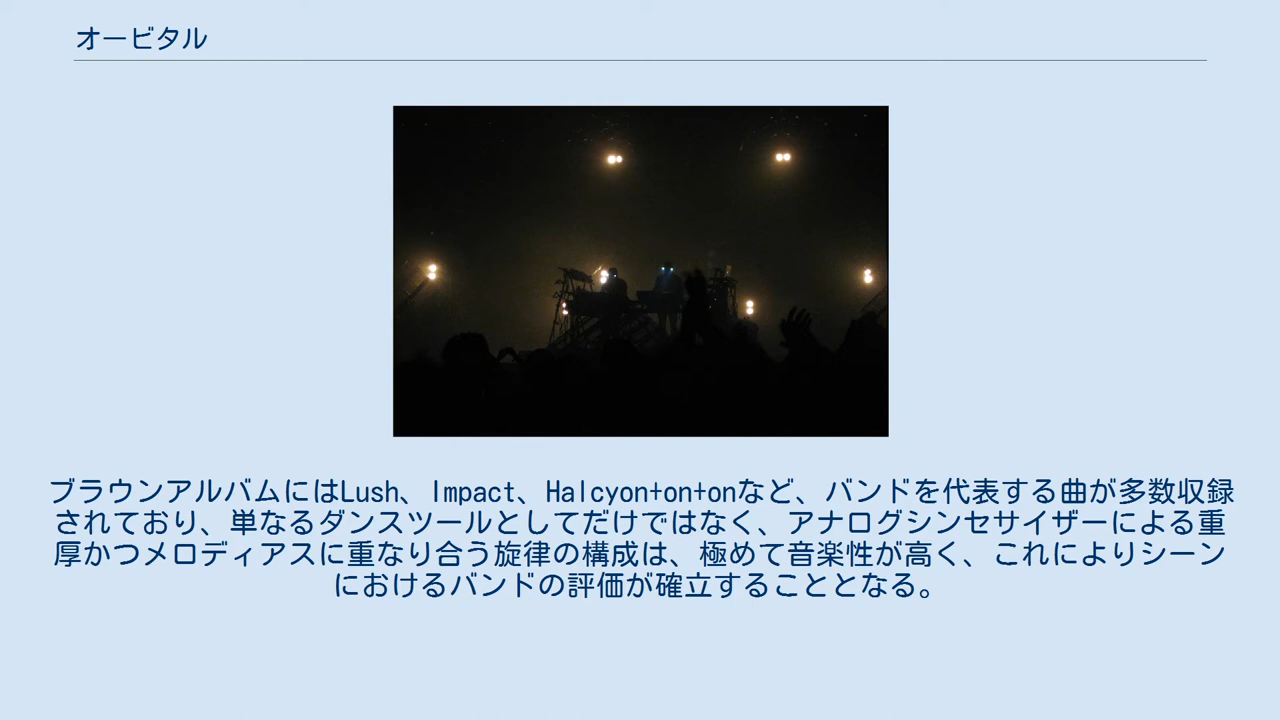 オービタル
ブラウンアルバムにはLush、Impact、Halcyon+on+onなど、バンドを代表する曲が多数収録
されており、単なるダンスツールとしてだけではなく、アナログシンセサイザーによる重
厚かつメロディアスに重なり合う旋律の構成は、極めて音楽性が高く、これによりシーン
におけるバンドの評価が確立することとなる。